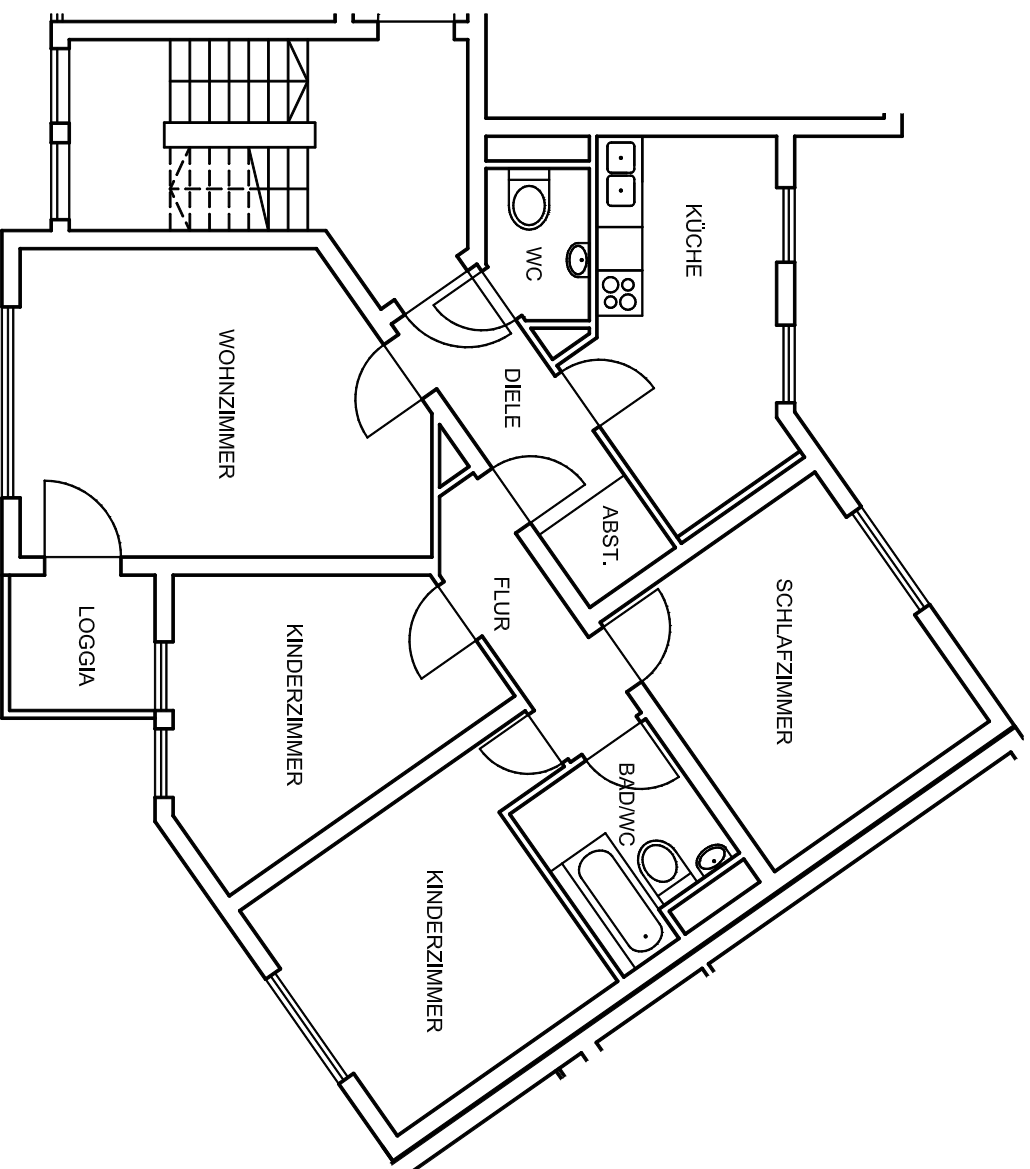 KÜCHE
WC
WOHNZIMMER
DIELE
ABST.
FLUR
SCHLAFZIMMER
LOGGIA
KINDERZIMMER
BAD/WC
KINDERZIMMER